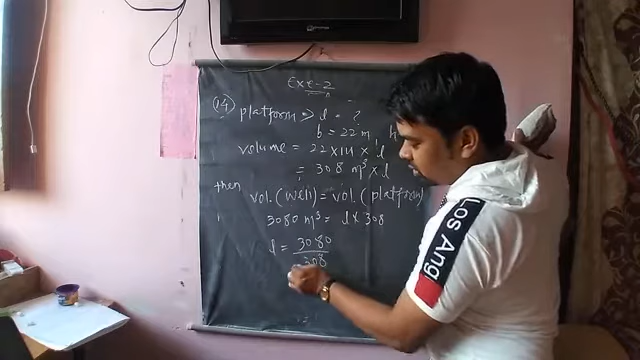 Exe-2
(14) platform ⇒ l = ?
b = 22 m, h
volume = 22 × 14 × l
= 308 m³ × l
then
vol. (well) = vol. (platform)
3080 m³ = l × 308
l = 3080
308
Los Ang